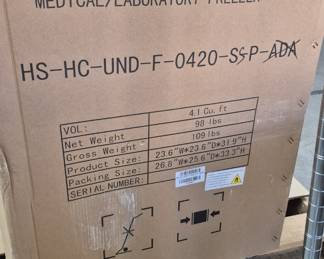 MEDICAL/LABORATORY FREEZER
HS-HC-UND-F-0420-SS-P-ADA
VOL: 4.1 Cu. ft
Net Weight 98 lbs
Gross Weight 109 lbs
Product Size: 23.6"W*23.6"D*31.9"H
Packing Size: 26.8"W*25.6"D*33.3"H
SERIAL NUMBER: